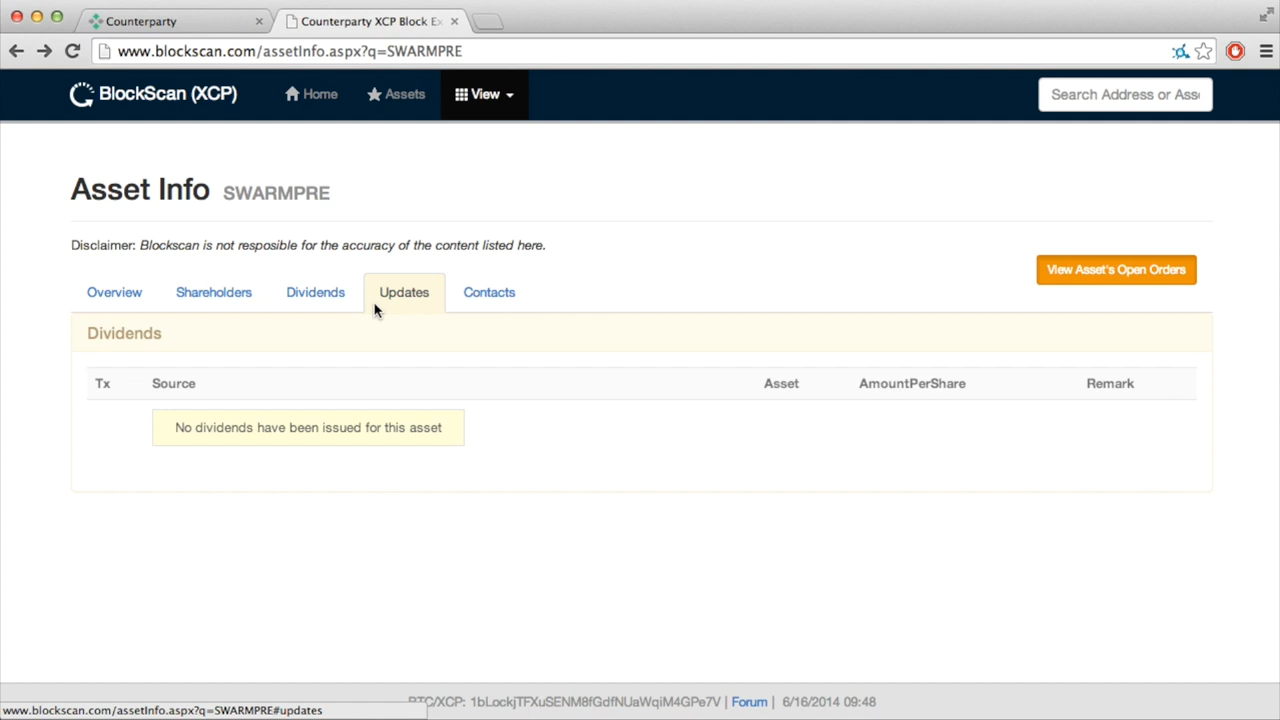 Counterparty
Counterparty XCP Block Ex
www.blockscan.com/assetInfo.aspx?q=SWARMPRE
BlockScan (XCP)
Home
Assets
View
Search Address or Ass
Asset Info SWARMPRE
Disclaimer: Blockscan is not resposible for the accuracy of the content listed here.
View Asset's Open Orders
Overview
Shareholders
Dividends
Updates
Contacts
Dividends
Tx Source Asset AmountPerShare Remark
No dividends have been issued for this asset
BTC/XCP: 1bLockjTFXuSENM8fGdfNUaWqiM4GPe7V | Forum | 6/16/2014 09:48
www.blockscan.com/assetInfo.aspx?q=SWARMPRE#updates